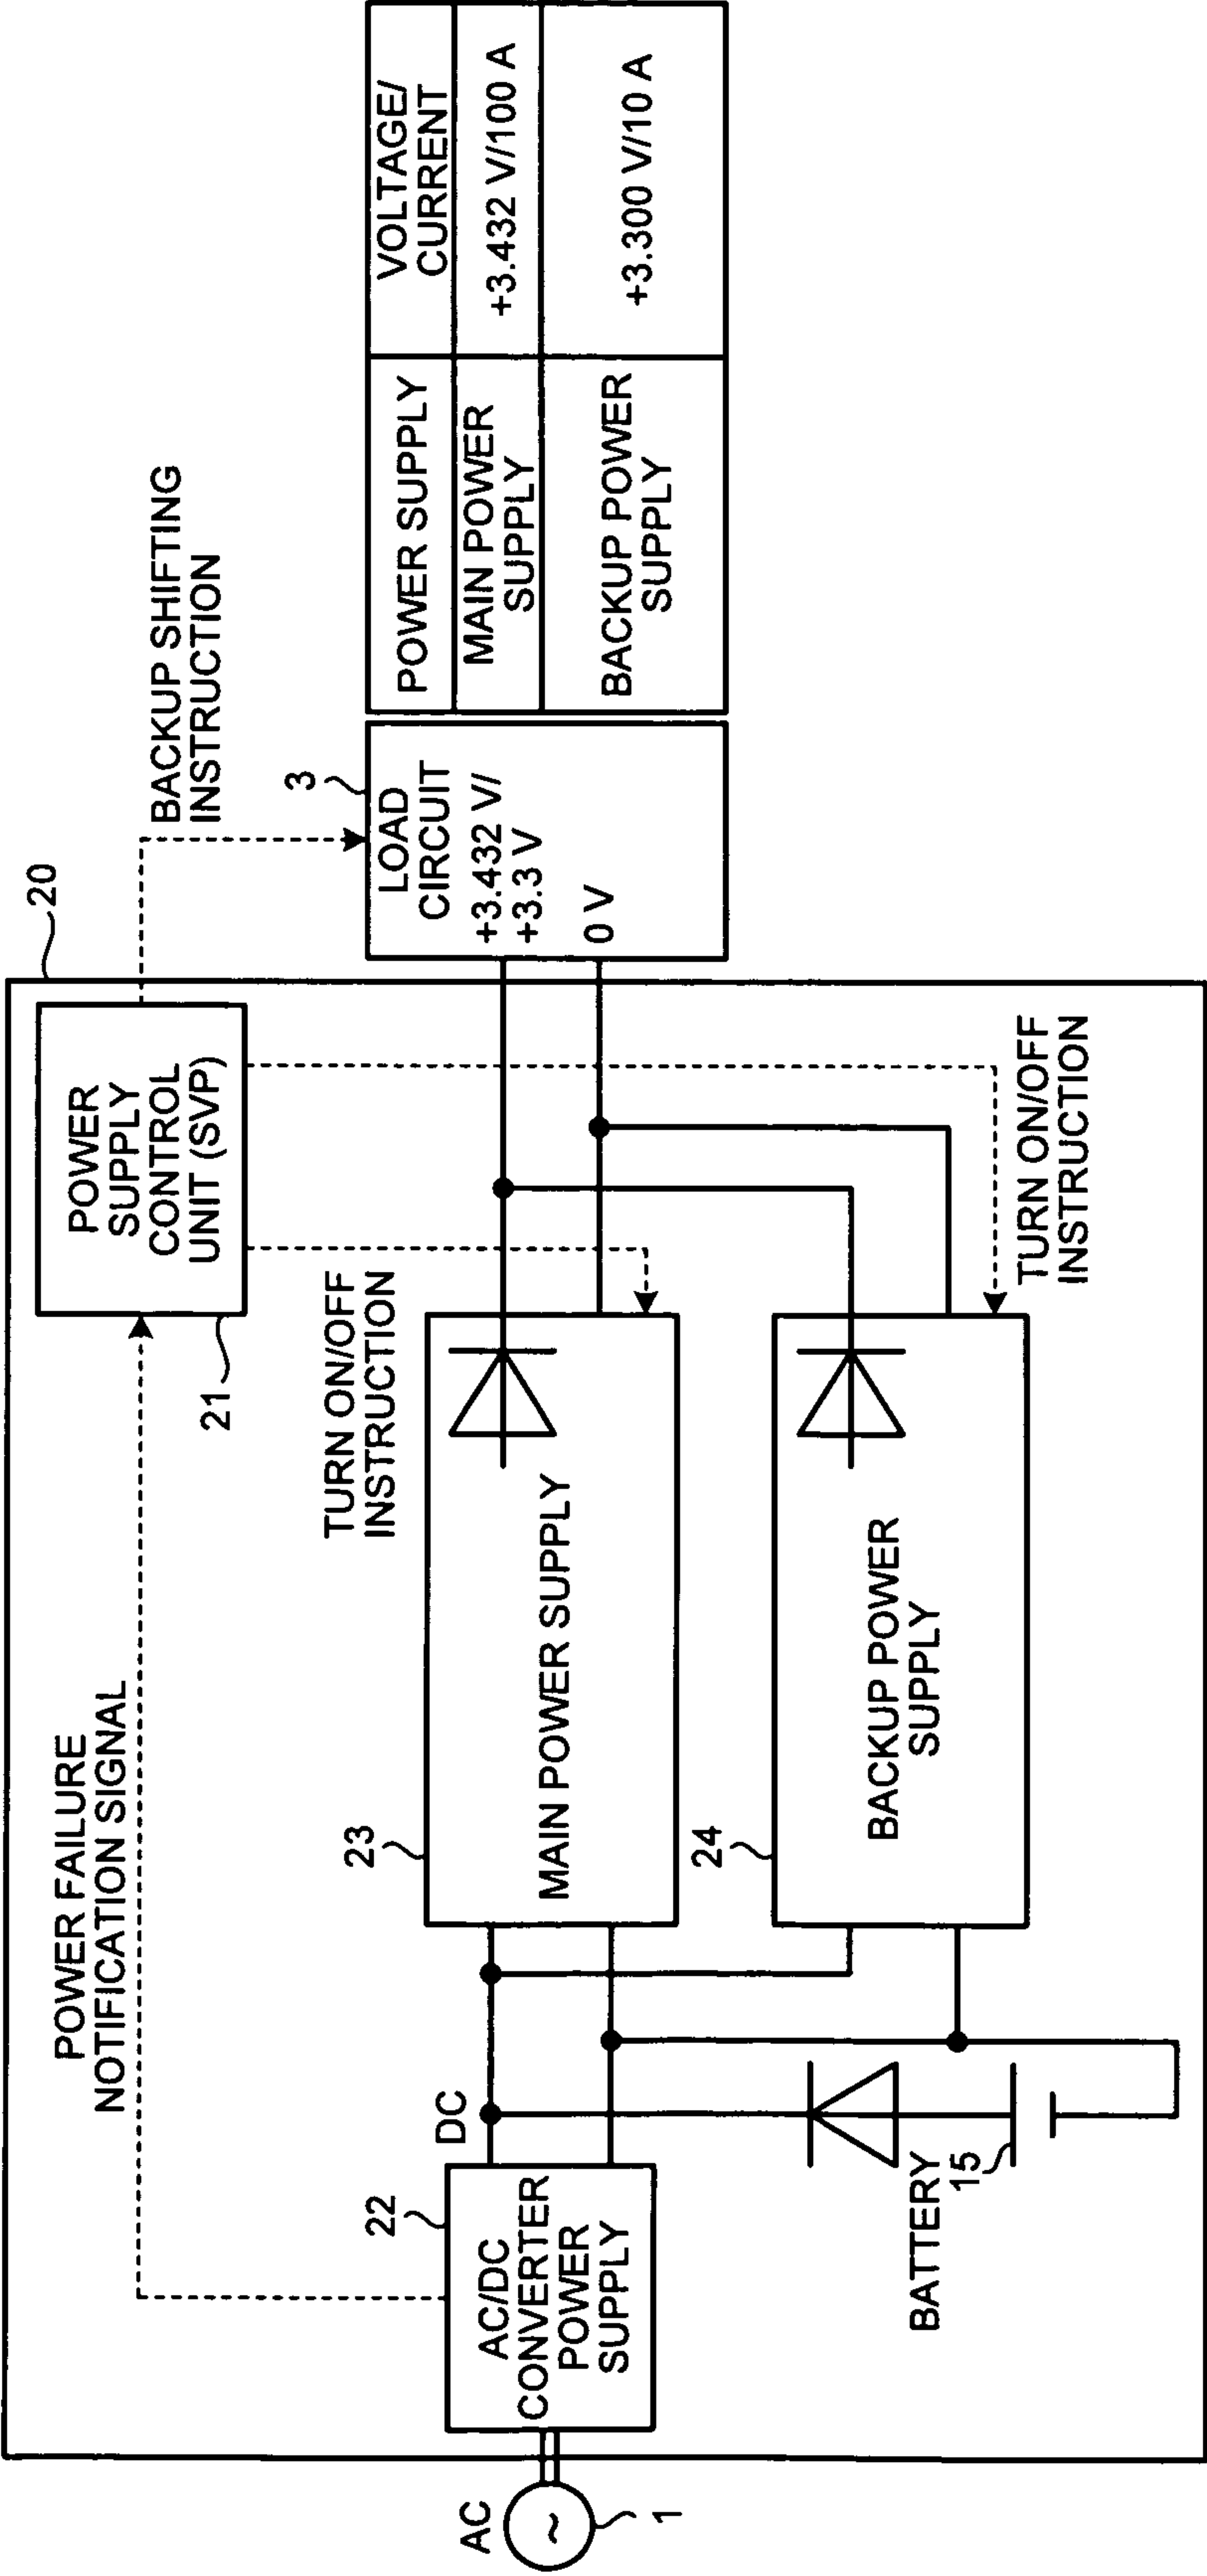 20
POWER FAILURE
NOTIFICATION SIGNAL
POWER
SUPPLY
CONTROL
UNIT (SVP)
21
BACKUP SHIFTING
INSTRUCTION
TURN ON/OFF
INSTRUCTION
AC
~
1
22
AC/DC
CONVERTER
POWER
SUPPLY
DC
23
MAIN POWER SUPPLY
24
BACKUP POWER
SUPPLY
BATTERY
15
TURN ON/OFF
INSTRUCTION
3
LOAD
CIRCUIT
+3.432 V/
+3.3 V
0 V
POWER SUPPLY
VOLTAGE/
CURRENT
MAIN POWER
SUPPLY
+3.432 V/100 A
BACKUP POWER
SUPPLY
+3.300 V/10 A